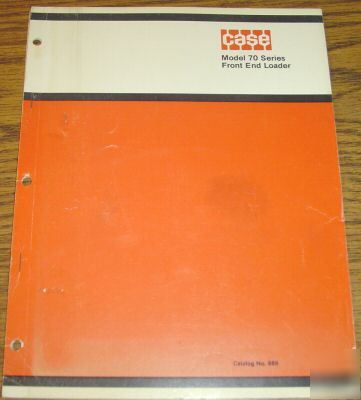 case
Model 70 Series
Front End Loader
Catalog No.